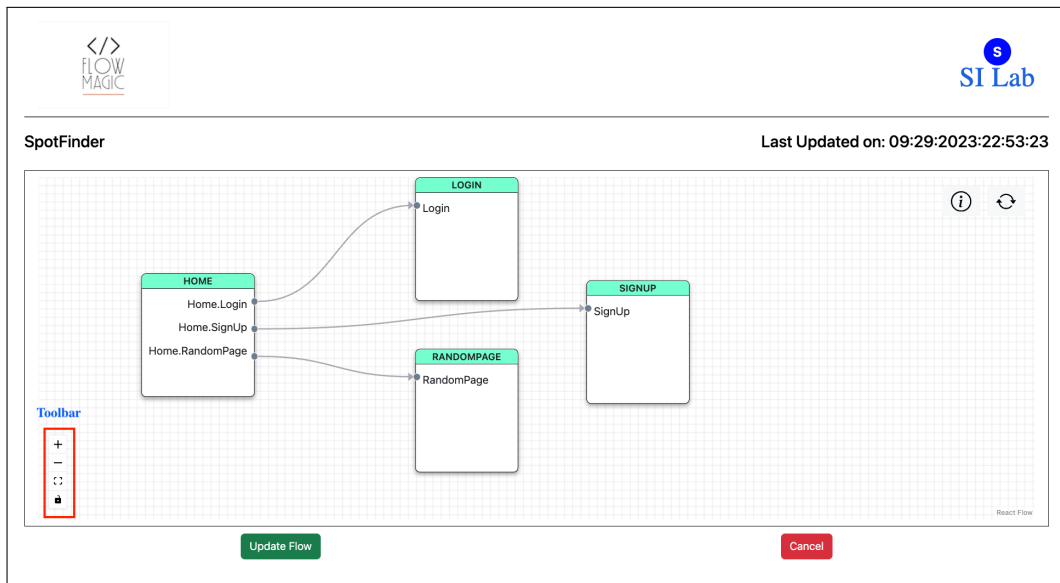 </>
FLOW
MAGIC
S
SI Lab
SpotFinder
Last Updated on: 09:29:2023:22:53:23
LOGIN
Login
HOME
Home.Login
Home.SignUp
Home.RandomPage
SIGNUP
SignUp
RANDOMPAGE
RandomPage
Toolbar
React Flow
Update Flow
Cancel